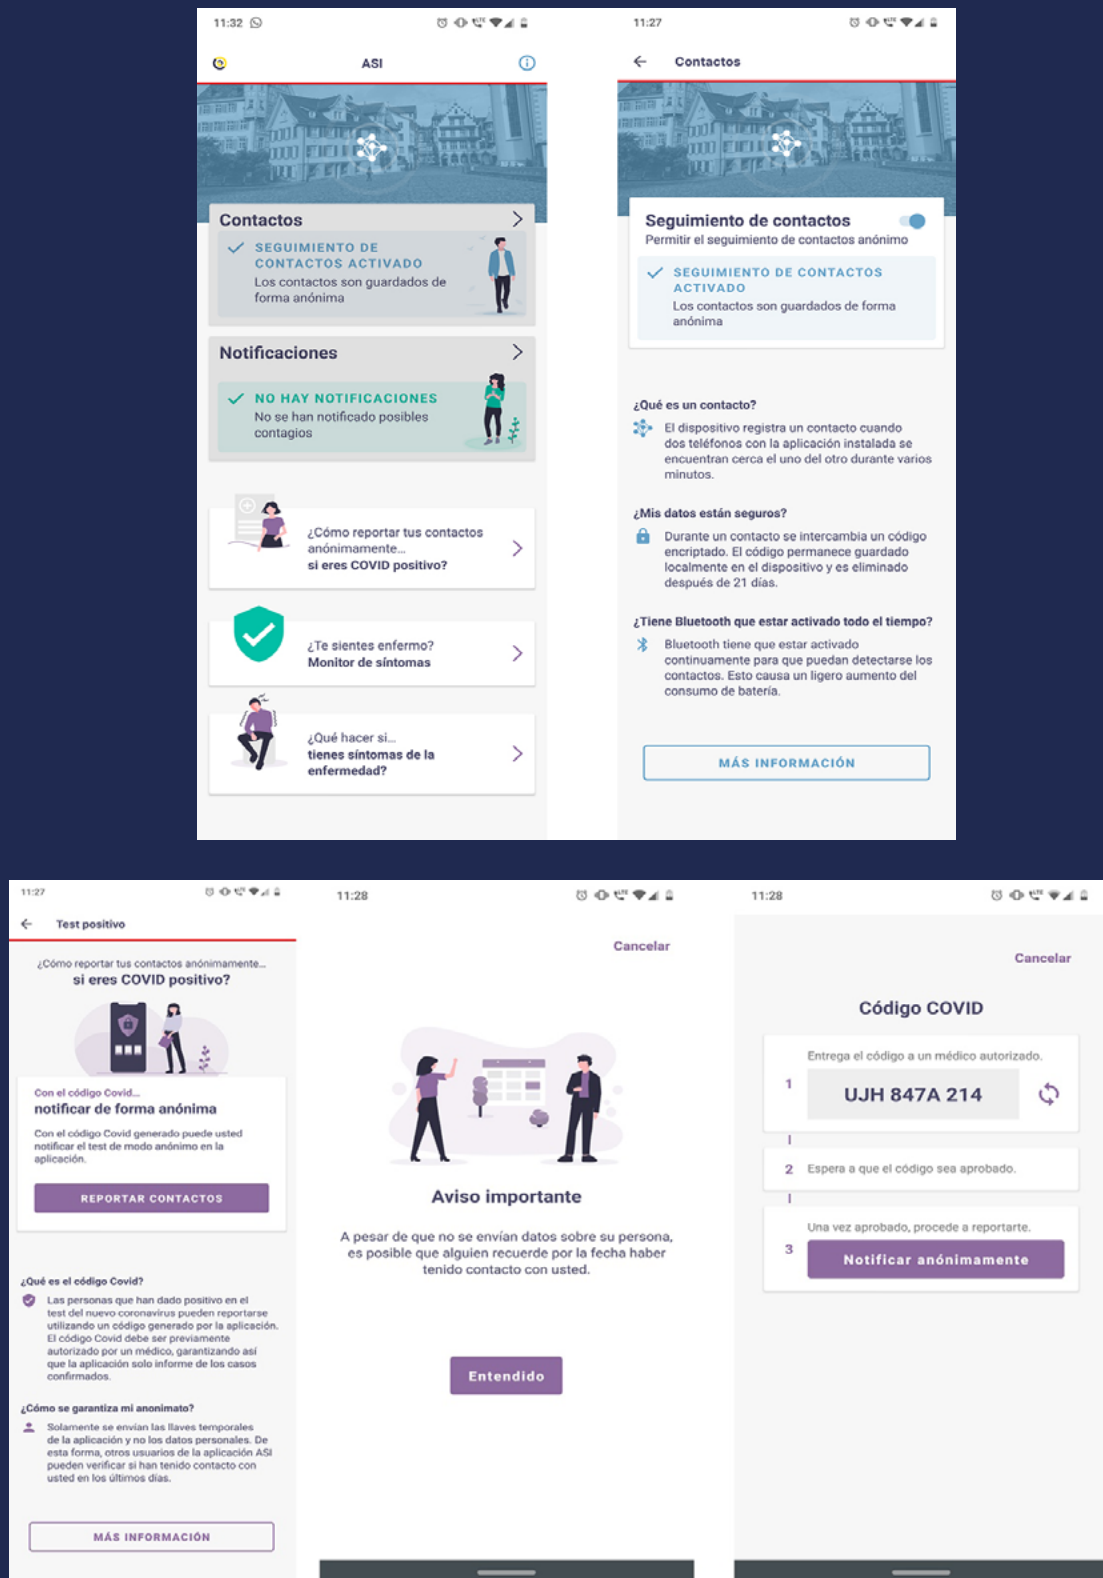 11:32
ASI
Contactos
SEGUIMIENTO DE
CONTACTOS ACTIVADO
Los contactos son guardados de
forma anónima
Notificaciones
NO HAY NOTIFICACIONES
No se han notificado posibles
contagios
¿Cómo reportar tus contactos
anónimamente...
si eres COVID positivo?
¿Te sientes enfermo?
Monitor de síntomas
¿Qué hacer si...
tienes síntomas de la
enfermedad?
11:27
Contactos
Seguimiento de contactos
Permitir el seguimiento de contactos anónimo
SEGUIMIENTO DE CONTACTOS
ACTIVADO
Los contactos son guardados de forma
anónima
¿Qué es un contacto?
El dispositivo registra un contacto cuando
dos teléfonos con la aplicación instalada se
encuentran cerca el uno del otro durante varios
minutos.
¿Mis datos están seguros?
Durante un contacto se intercambia un código
encriptado. El código permanece guardado
localmente en el dispositivo y es eliminado
después de 21 días.
¿Tiene Bluetooth que estar activado todo el tiempo?
Bluetooth tiene que estar activado
continuamente para que puedan detectarse los
contactos. Esto causa un ligero aumento del
consumo de batería.
MÁS INFORMACIÓN
11:27
Test positivo
¿Cómo reportar tus contactos anónimamente...
si eres COVID positivo?
Con el código Covid...
notificar de forma anónima
Con el código Covid generado puede usted
notificar el test de modo anónimo en la
aplicación.
REPORTAR CONTACTOS
¿Qué es el código Covid?
Las personas que han dado positivo en el
test del nuevo coronavirus pueden reportarse
utilizando un código generado por la aplicación.
El código Covid debe ser previamente
autorizado por un médico, garantizando así
que la aplicación solo informe de los casos
confirmados.
¿Cómo se garantiza mi anonimato?
Solamente se envían las llaves temporales
de la aplicación y no los datos personales. De
esta forma, otros usuarios de la aplicación ASI
pueden verificar si han tenido contacto con
usted en los últimos días.
MÁS INFORMACIÓN
11:28
Cancelar
Aviso importante
A pesar de que no se envían datos sobre su persona,
es posible que alguien recuerde por la fecha haber
tenido contacto con usted.
Entendido
11:28
Cancelar
Código COVID
Entrega el código a un médico autorizado.
1
UJH 847A 214
2 Espera a que el código sea aprobado.
Una vez aprobado, procede a reportarte.
3
Notificar anónimamente